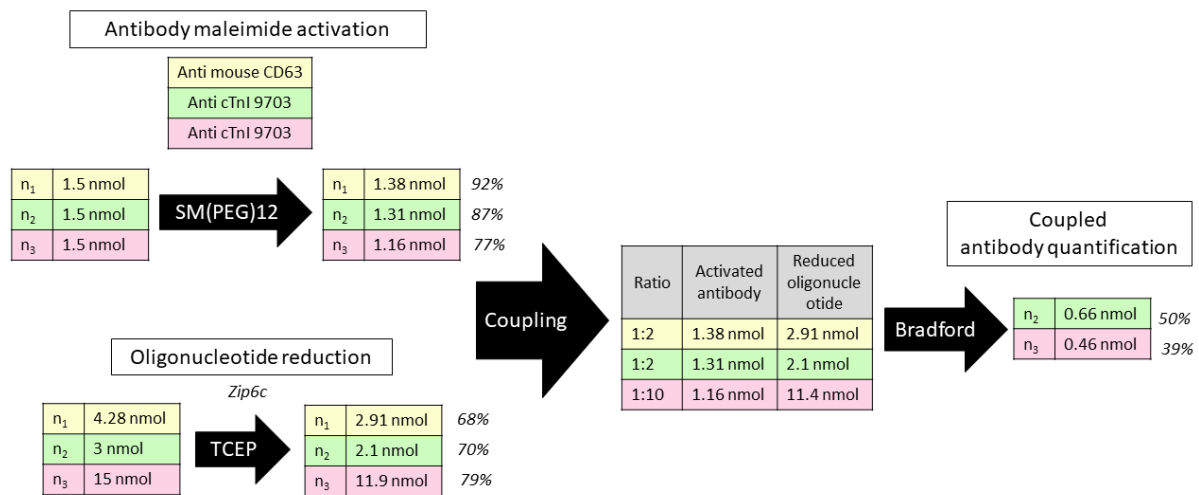 Antibody maleimide activation
Anti mouse CD63
Anti cTnI 9703
Anti cTnI 9703
n1 1.5 nmol
n2 1.5 nmol
n3 1.5 nmol
SM(PEG)12
n1 1.38 nmol 92%
n2 1.31 nmol 87%
n3 1.16 nmol 77%
Oligonucleotide reduction
Zip6c
n1 4.28 nmol
n2 3 nmol
n3 15 nmol
TCEP
n1 2.91 nmol 68%
n2 2.1 nmol 70%
n3 11.9 nmol 79%
Coupling
Ratio Activated antibody Reduced oligonucle otide
1:2 1.38 nmol 2.91 nmol
1:2 1.31 nmol 2.1 nmol
1:10 1.16 nmol 11.4 nmol
Bradford
Coupled
antibody quantification
n2 0.66 nmol 50%
n3 0.46 nmol 39%